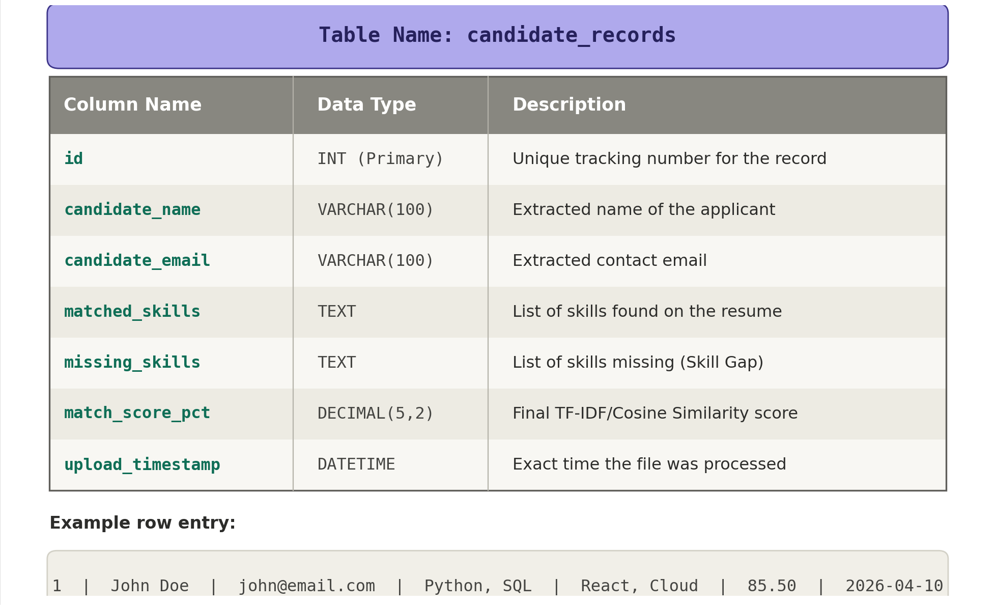 Table Name: candidate_records
Column Name Data Type Description
id INT (Primary) Unique tracking number for the record
candidate_name VARCHAR(100) Extracted name of the applicant
candidate_email VARCHAR(100) Extracted contact email
matched_skills TEXT List of skills found on the resume
missing_skills TEXT List of skills missing (Skill Gap)
match_score_pct DECIMAL(5,2) Final TF-IDF/Cosine Similarity score
upload_timestamp DATETIME Exact time the file was processed
Example row entry:
1 | John Doe | john@email.com | Python, SQL | React, Cloud | 85.50 | 2026-04-10